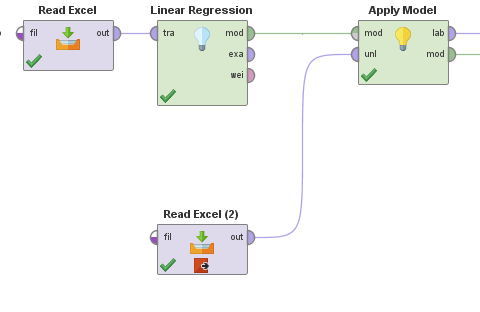 Read Excel
Linear Regression
Apply Model
fil
out
tra
mod
exa
wei
mod
unl
lab
mod
Read Excel (2)
fil
out